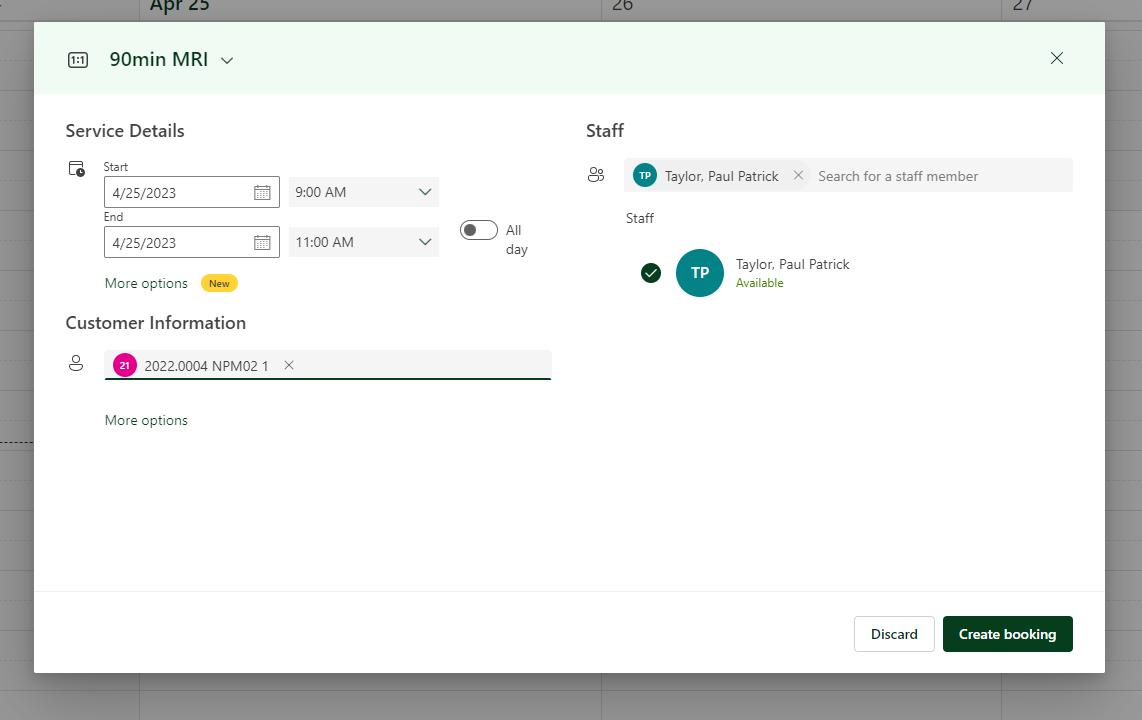 Apr 25
26
27
1:1 90min MRI
Service Details
Start
4/25/2023 9:00 AM
End
4/25/2023 11:00 AM
All
day
More options New
Customer Information
21 2022.0004 NPM02 1
More options
Staff
TP Taylor, Paul Patrick Search for a staff member
Staff
TP Taylor, Paul Patrick
Available
Discard Create booking